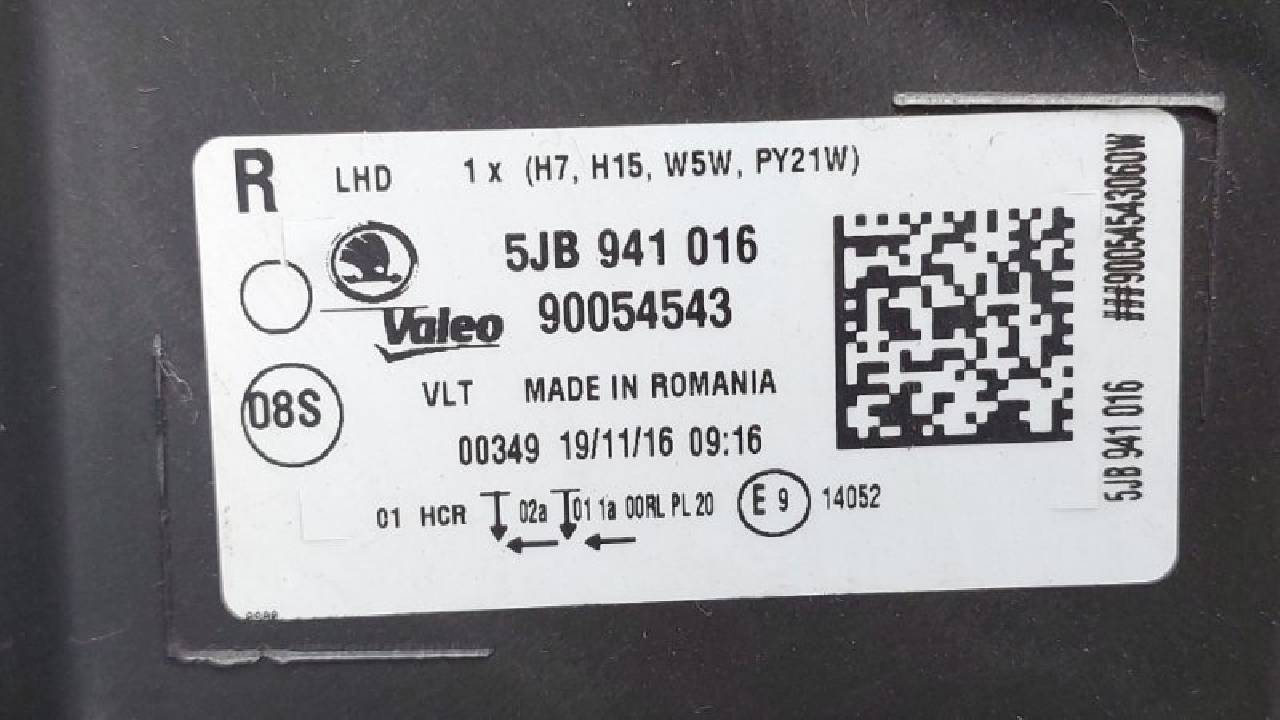 R LHD 1 x (H7, H15, W5W, PY21W)
5JB 941 016
Valeo 90054543
08S
VLT MADE IN ROMANIA
00349 19/11/16 09:16
01 HCR 02a 01 1a 00RL PL 20 E 9 14052
5JB 941 016 ##90054543060W